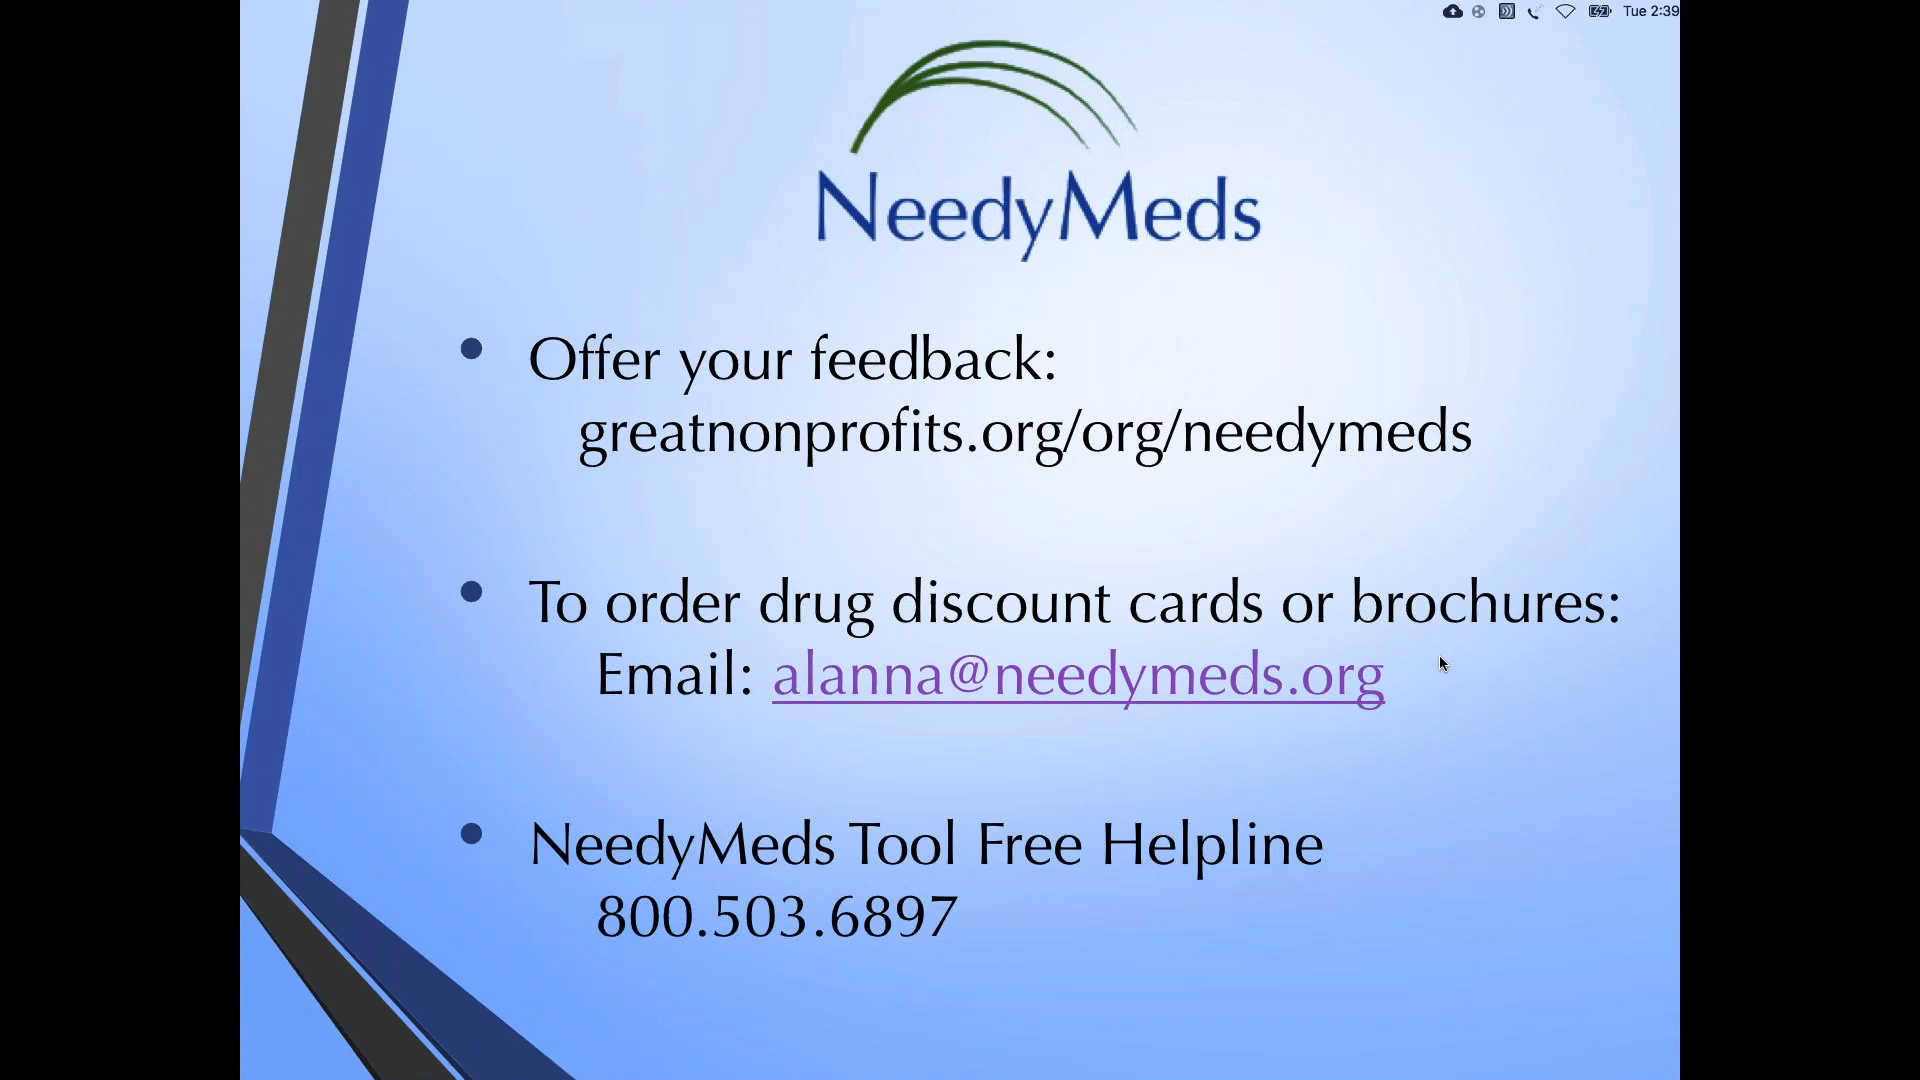 Tue 2:39
NeedyMeds
• Offer your feedback:
greatnonprofits.org/org/needymeds
• To order drug discount cards or brochures:
Email: alanna@needymeds.org
• NeedyMeds Tool Free Helpline
800.503.6897